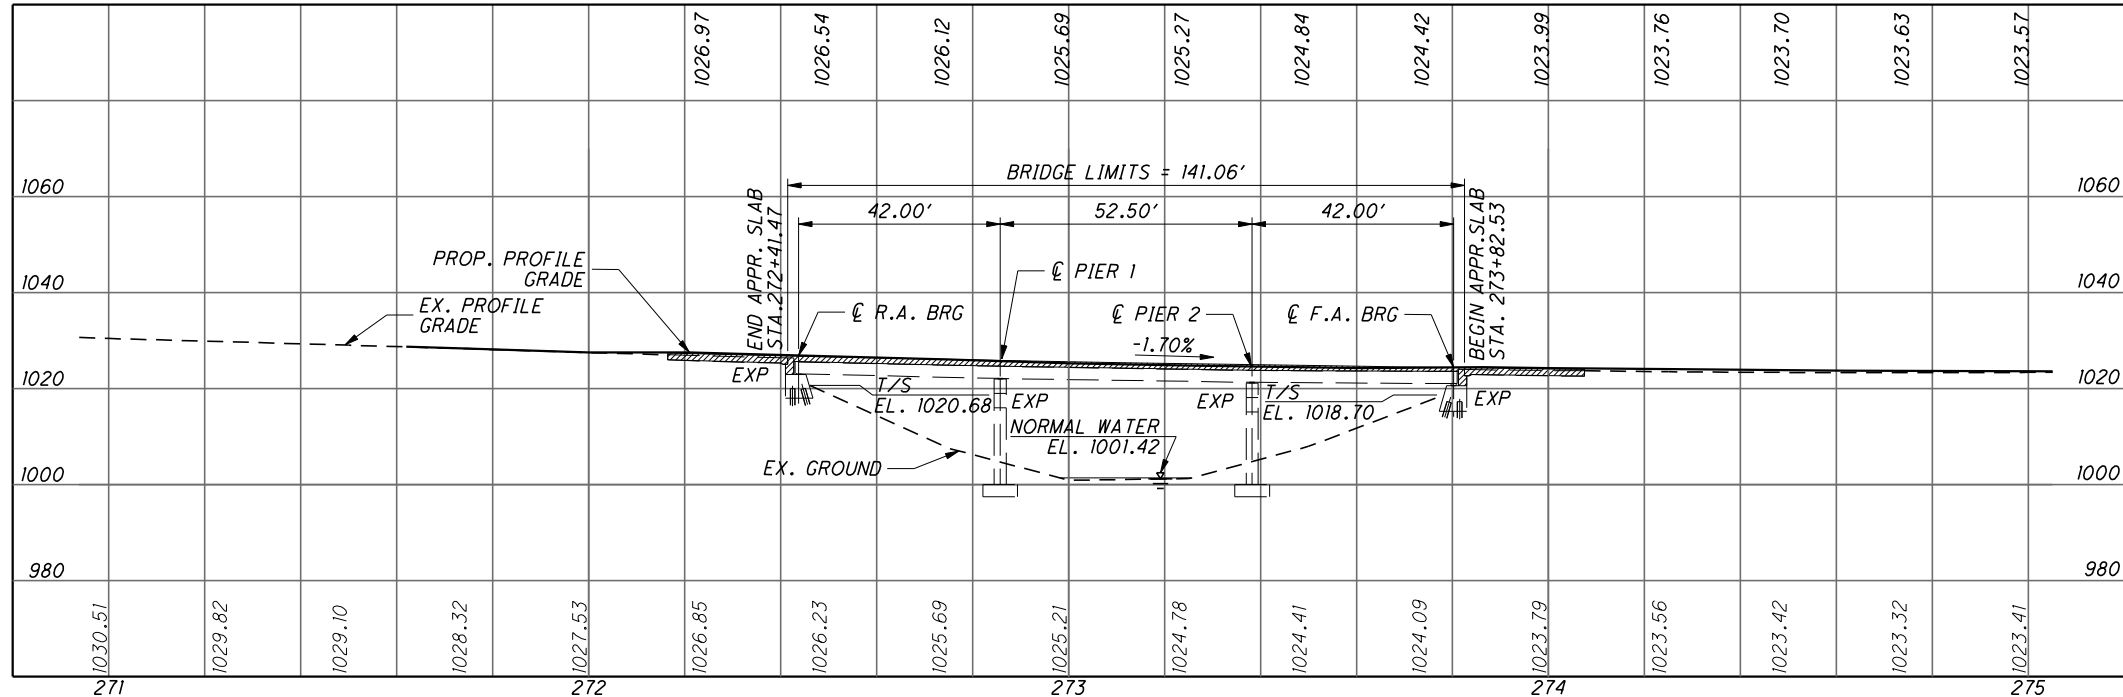 1026.97
1026.54
1026.12
1025.69
1025.27
1024.84
1024.42
1023.99
1023.76
1023.70
1023.63
1023.57
BRIDGE LIMITS = 141.06'
1060
1060
42.00'
52.50'
42.00'
END APPR. SLAB
STA. 272+41.47
BEGIN APPR. SLAB
STA. 273+82.53
PROP. PROFILE
GRADE
℄ PIER 1
1040
1040
EX. PROFILE
GRADE
℄ R.A. BRG
℄ PIER 2
℄ F.A. BRG
-1.70%
EXP
1020
T/S
EL. 1020.68
EXP
EXP
T/S
EL. 1018.70
EXP
1020
NORMAL WATER
EL. 1001.42
EX. GROUND
1000
1000
980
980
1030.51
1029.82
1029.10
1028.32
1027.53
1026.85
1026.23
1025.69
1025.21
1024.78
1024.41
1024.09
1023.79
1023.56
1023.42
1023.32
1023.41
271
272
273
274
275